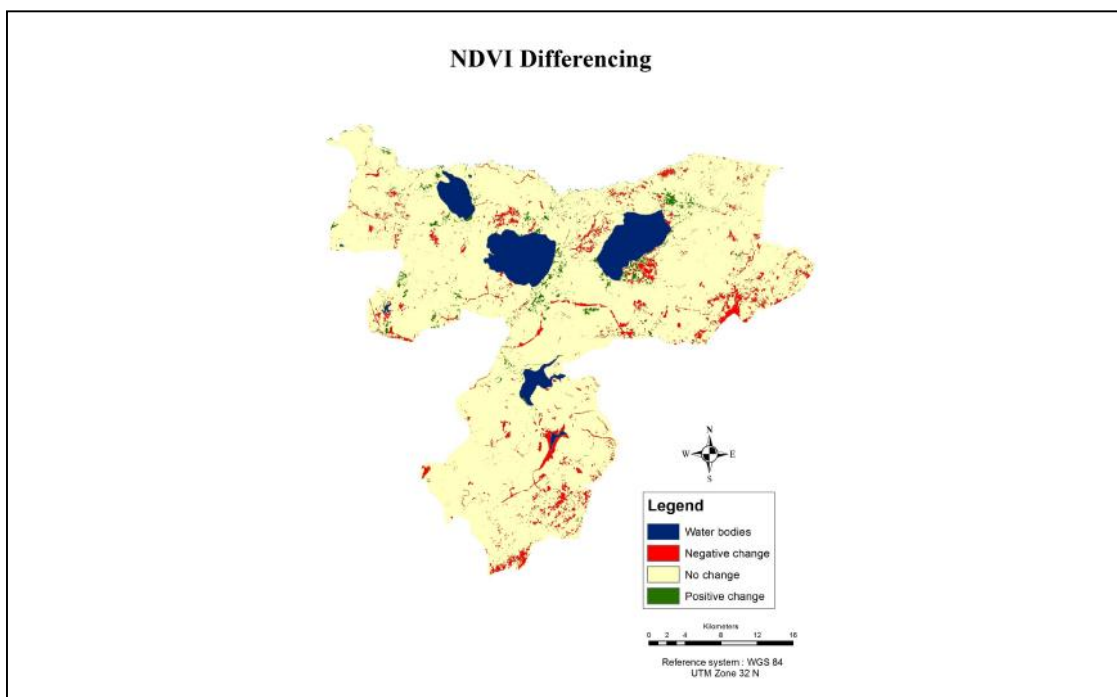 NDVI Differencing
N
W E
S
Legend
Water bodies
Negative change
No change
Positive change
Kilometers
0 2 4 8 12 16
Reference system : WGS 84
UTM Zone 32 N